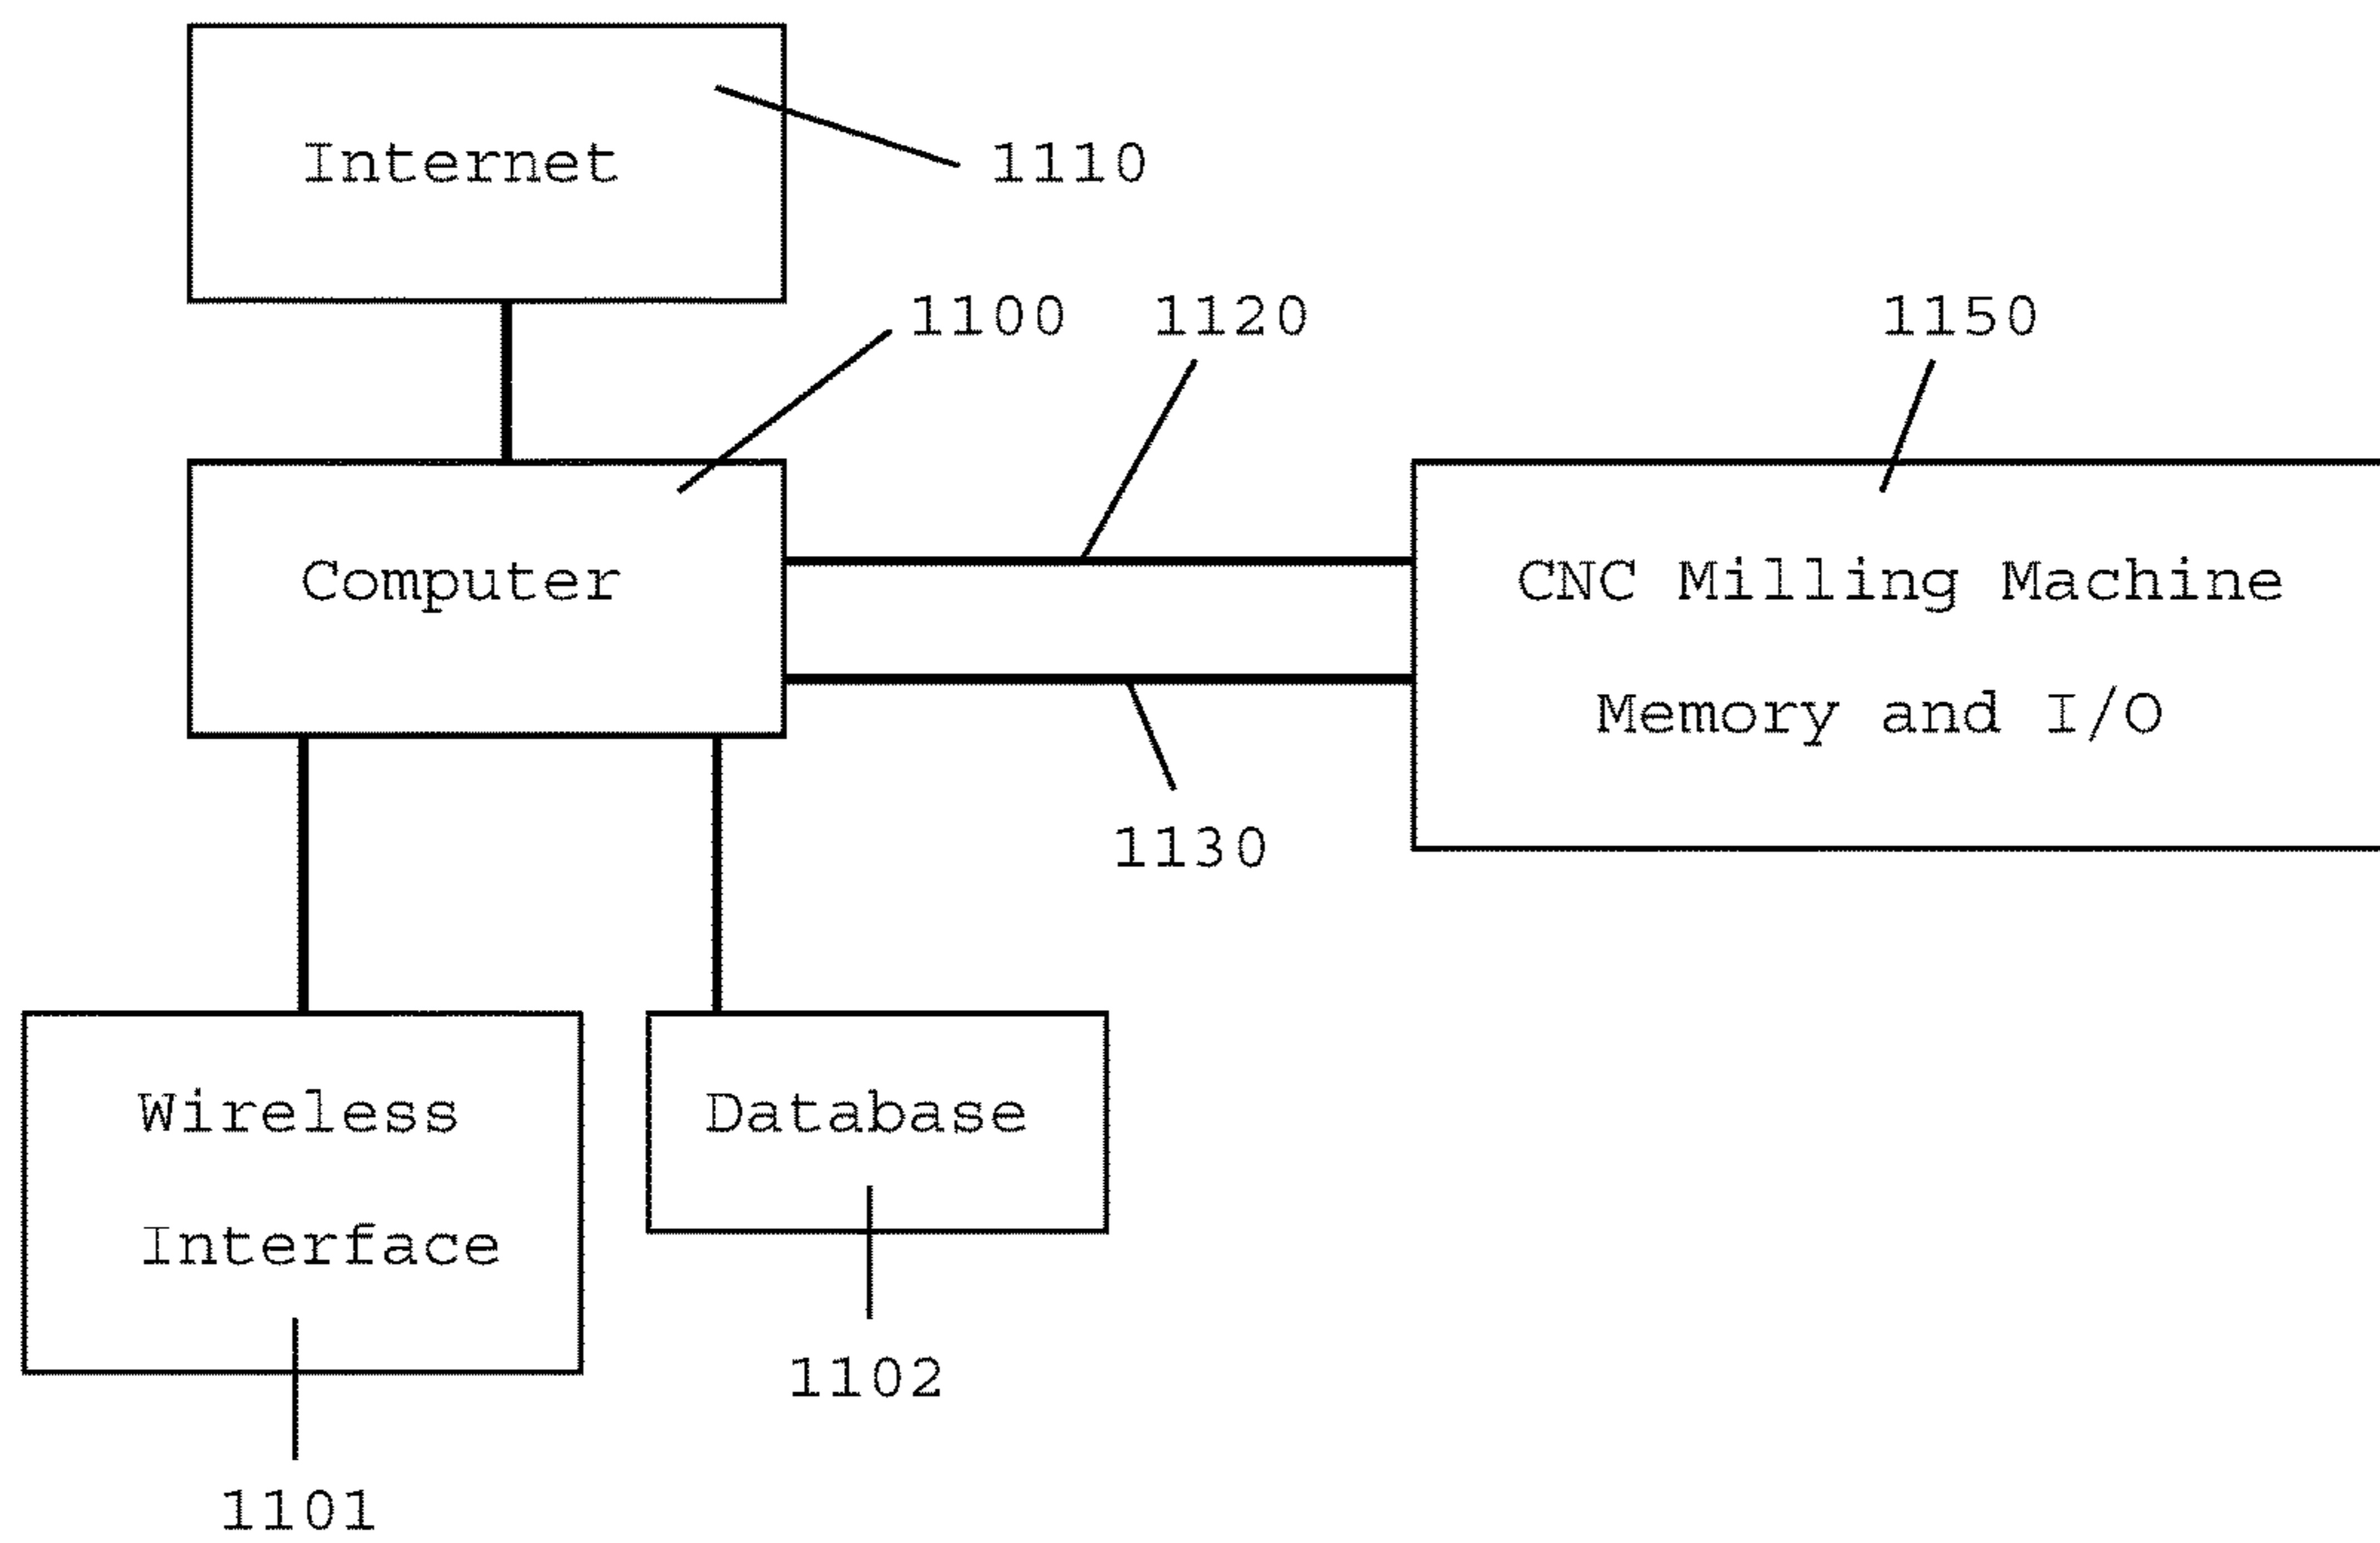 Internet
1110
1100
1120
1150
Computer
CNC Milling Machine
Memory and I/O
1130
Wireless
Interface
Database
1102
1101